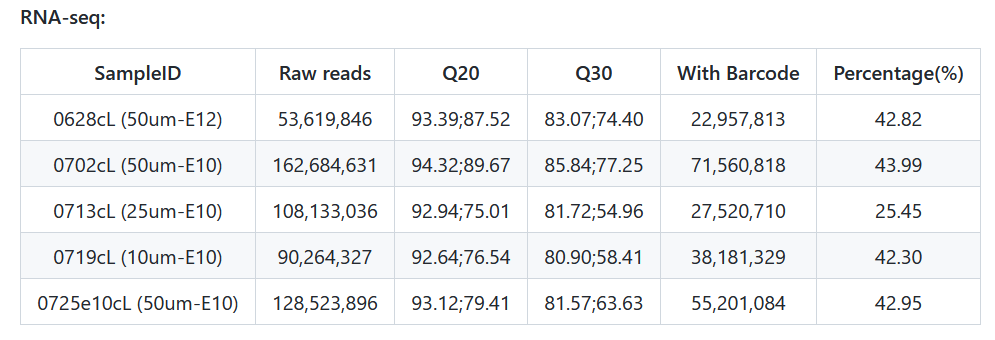 RNA-seq:
SampleID Raw reads Q20 Q30 With Barcode Percentage(%)
0628cL (50um-E12) 53,619,846 93.39;87.52 83.07;74.40 22,957,813 42.82
0702cL (50um-E10) 162,684,631 94.32;89.67 85.84;77.25 71,560,818 43.99
0713cL (25um-E10) 108,133,036 92.94;75.01 81.72;54.96 27,520,710 25.45
0719cL (10um-E10) 90,264,327 92.64;76.54 80.90;58.41 38,181,329 42.30
0725e10cL (50um-E10) 128,523,896 93.12;79.41 81.57;63.63 55,201,084 42.95